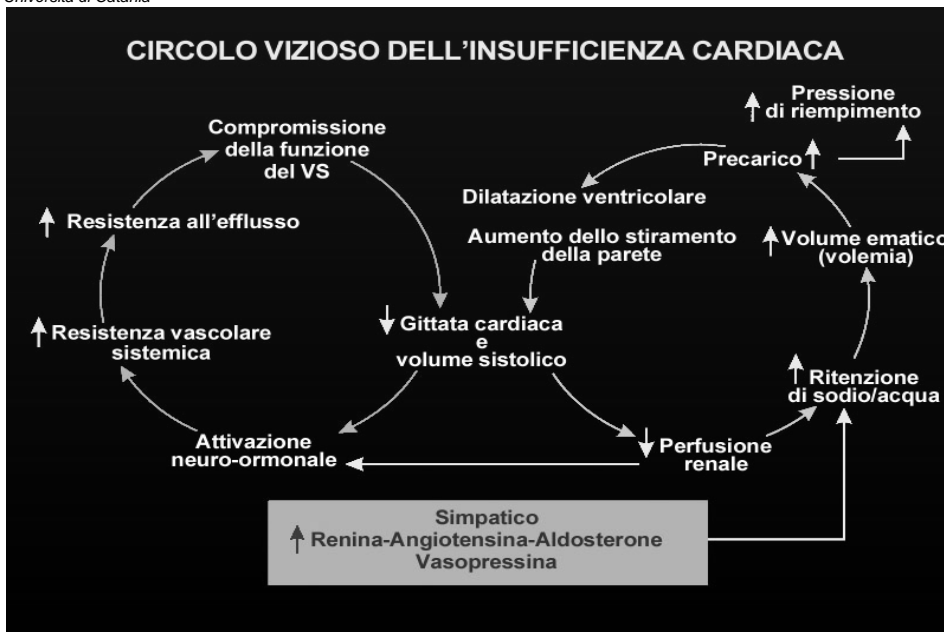 Università di Catania
CIRCOLO VIZIOSO DELL'INSUFFICIENZA CARDIACA
Pressione
di riempimento
Compromissione
della funzione
del VS
Precarico
Dilatazione ventricolare
Resistenza all'efflusso
Aumento dello stiramento
della parete
Volume ematico
(volemia)
Gittata cardiaca
e
volume sistolico
Resistenza vascolare
sistemica
Ritenzione
di sodio/acqua
Attivazione
neuro-ormonale
Perfusione
renale
Simpatico
Renina-Angiotensina-Aldosterone
Vasopressina